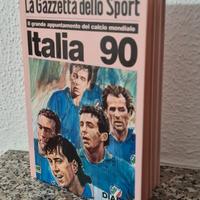 La Gazzetta dello Sport
Il grande appuntamento del calcio mondiale
Italia 90